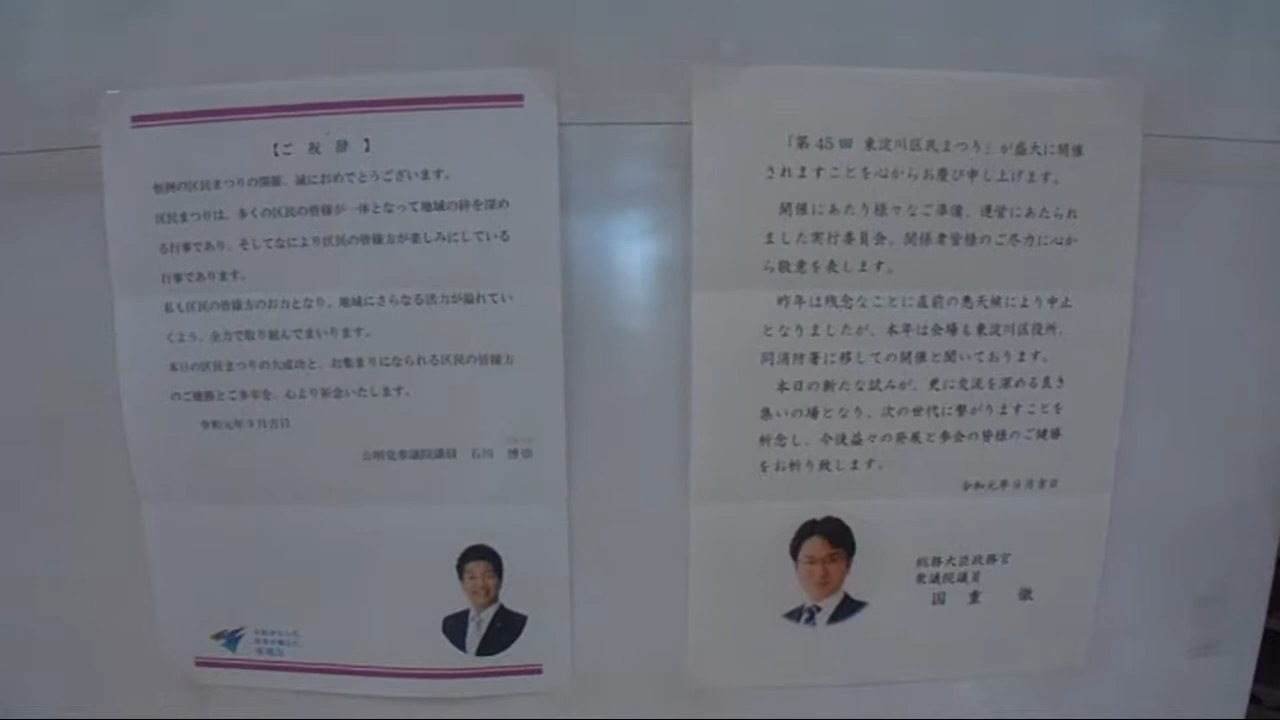 【ご 祝 辞】
恒例の区民まつりの開催、誠におめでとうございます。
区民まつりは、多くの区民の皆様が一体となって地域の絆を深め
る行事であり、そしてなにより区民の皆様方が楽しみにしている
行事であります。
私も区民の皆様方のお力となり、地域にさらなる活力が溢れてい
くよう、全力で取り組んでまいります。
本日の区民まつりの大成功と、お集まりになられる区民の皆様方
のご健勝とご多幸を、心より祈念いたします。
令和元年9月吉日
公明党参議院議員 石川 博崇
「第45回 東淀川区民まつり」が盛大に開催
されますことを心からお慶び申し上げます。
開催にあたり様々なご準備、運営にあたられ
ました実行委員会、関係者皆様のご尽力に心か
ら敬意を表します。
昨年は残念なことに直前の悪天候により中止
となりましたが、本年は会場も東淀川区役所、
同消防署に移しての開催と聞いております。
本日の新たな試みが、更に交流を深める良き
集いの場となり、次の世代に繋がりますことを
祈念し、今後益々の発展と参会の皆様のご健勝
をお祈り致します。
令和元年9月吉日
総務大臣政務官
衆議院議員
国重 徹